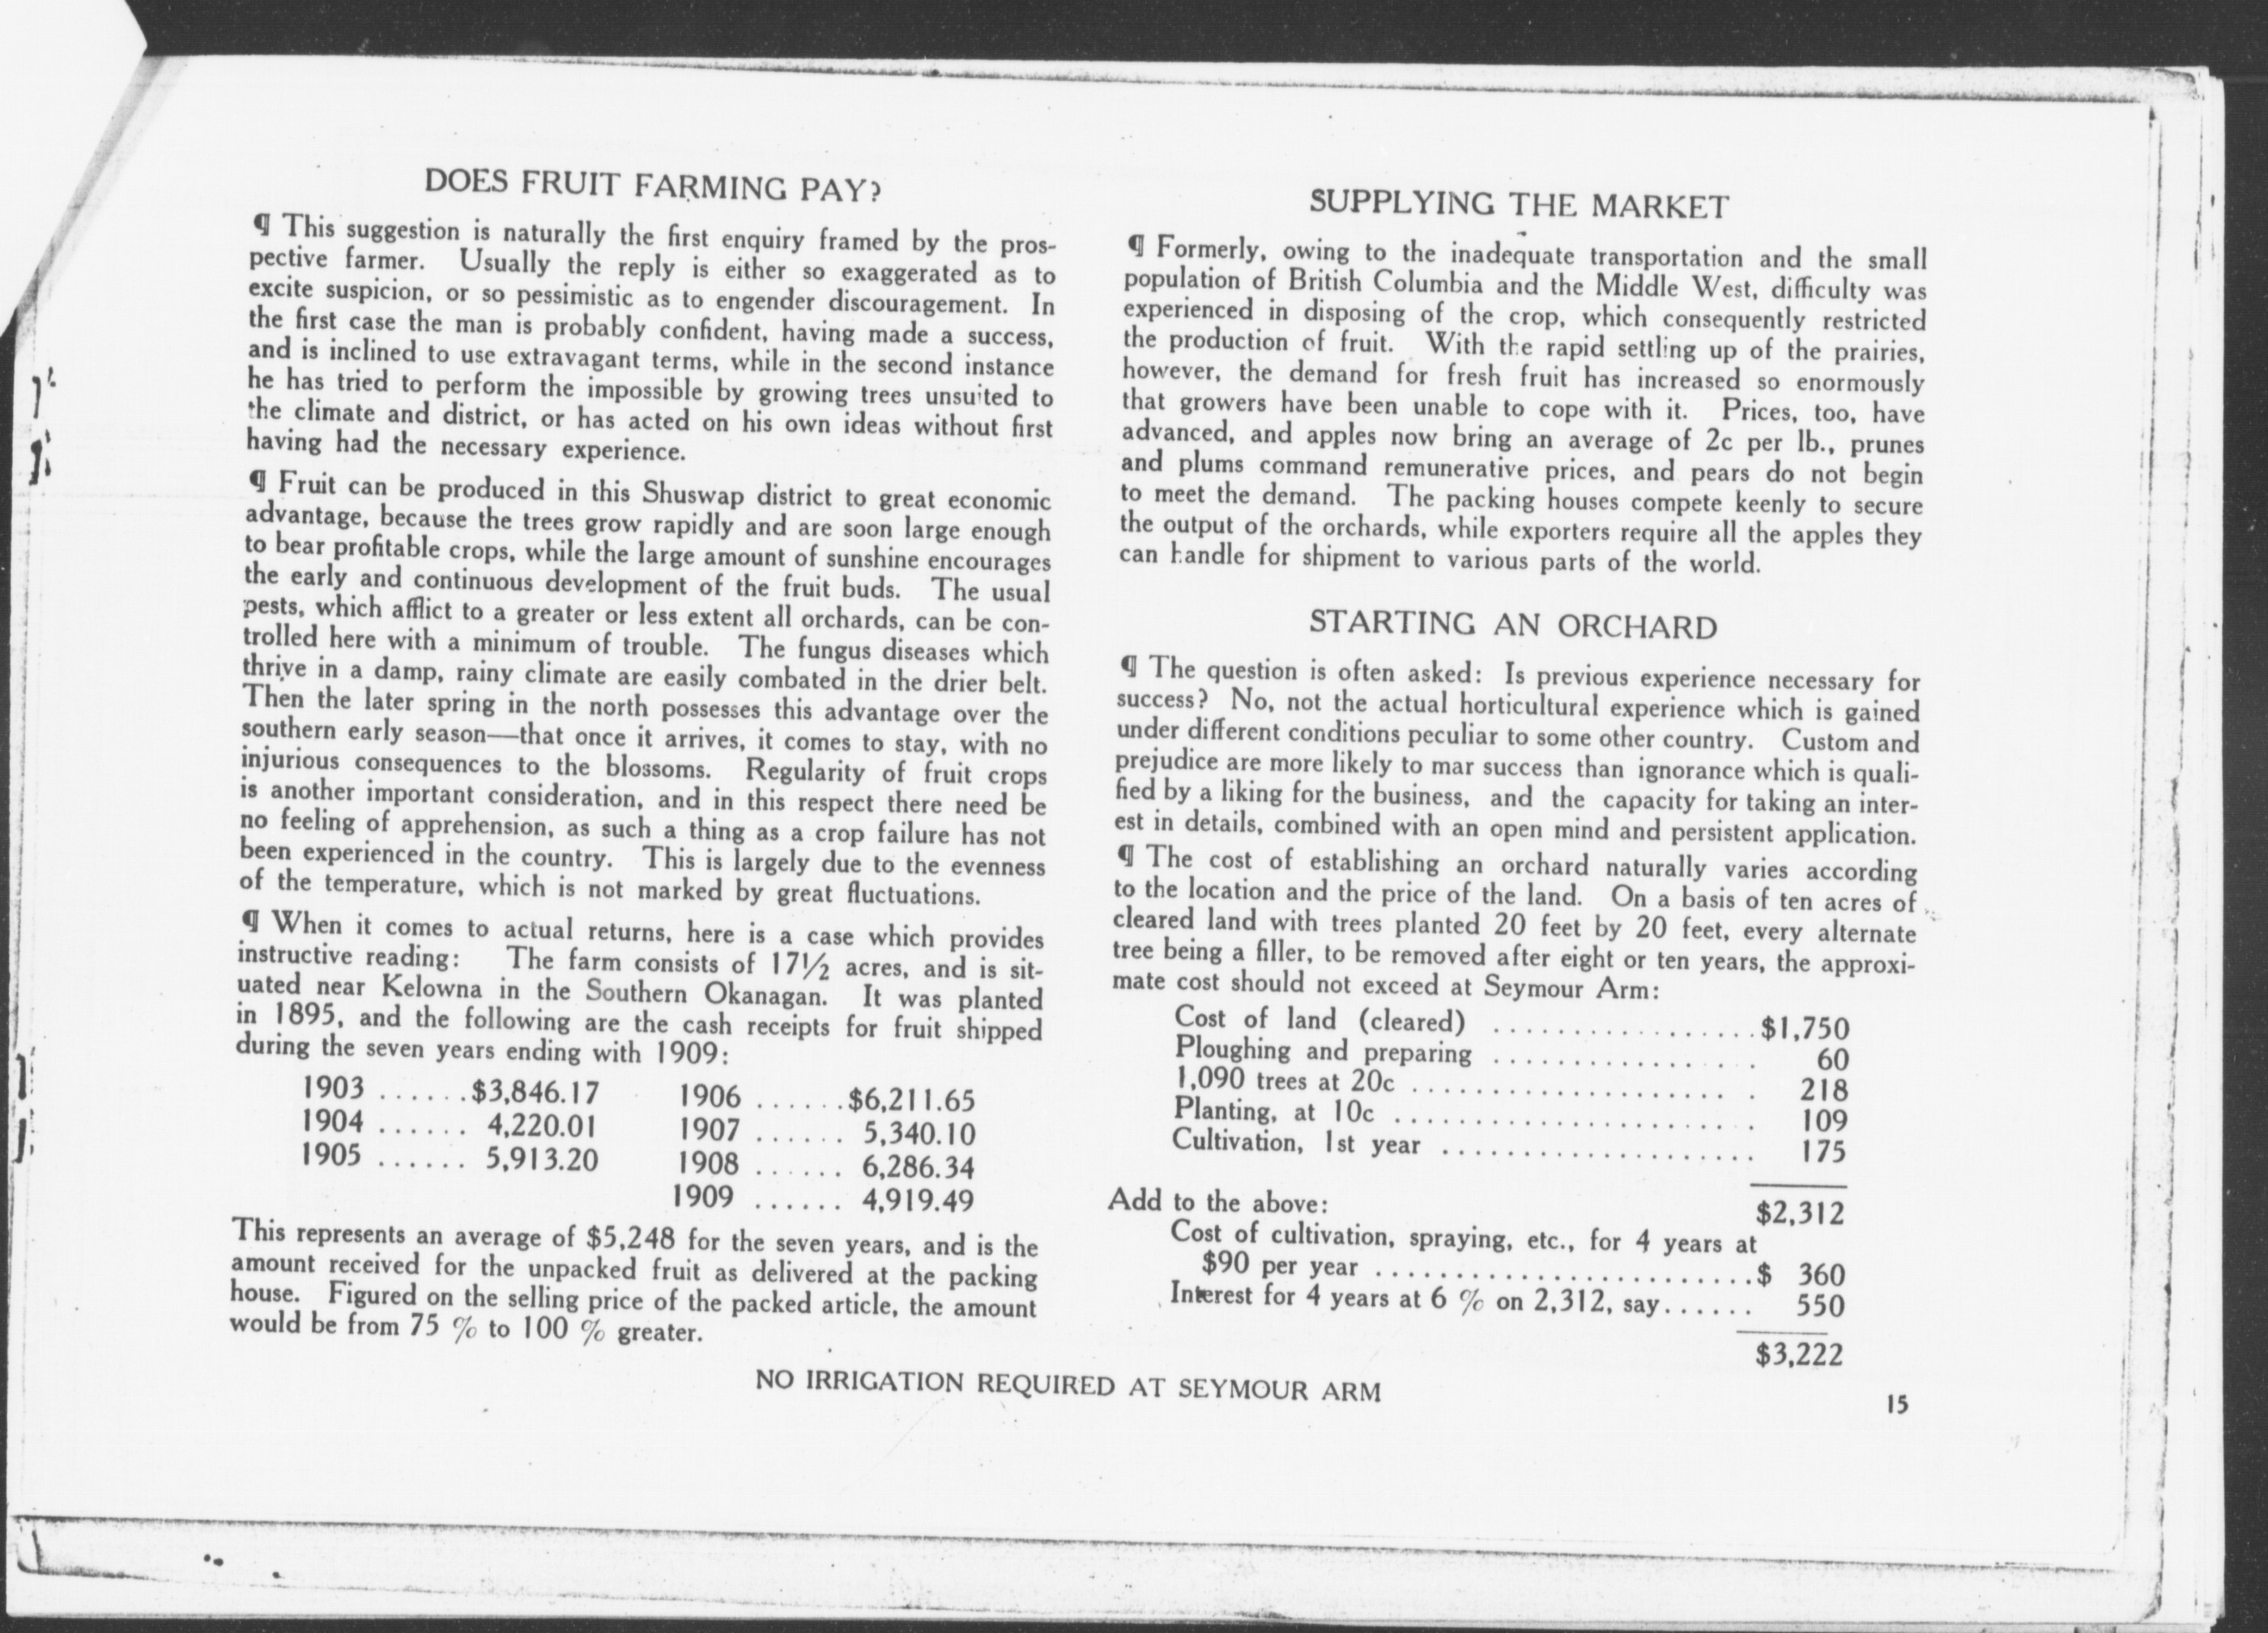 DOES FRUIT FARMING PAY?
¶ This suggestion is naturally the first enquiry framed by the pros-
pective farmer. Usually the reply is either so exaggerated as to
excite suspicion, or so pessimistic as to engender discouragement. In
the first case the man is probably confident, having made a success,
and is inclined to use extravagant terms, while in the second instance
he has tried to perform the impossible by growing trees unsuited to
the climate and district, or has acted on his own ideas without first
having had the necessary experience.
¶ Fruit can be produced in this Shuswap district to great economic
advantage, because the trees grow rapidly and are soon large enough
to bear profitable crops, while the large amount of sunshine encourages
the early and continuous development of the fruit buds. The usual
pests, which afflict to a greater or less extent all orchards, can be con-
trolled here with a minimum of trouble. The fungus diseases which
thrive in a damp, rainy climate are easily combated in the drier belt.
Then the later spring in the north possesses this advantage over the
southern early season—that once it arrives, it comes to stay, with no
injurious consequences to the blossoms. Regularity of fruit crops
is another important consideration, and in this respect there need be
no feeling of apprehension, as such a thing as a crop failure has not
been experienced in the country. This is largely due to the evenness
of the temperature, which is not marked by great fluctuations.
¶ When it comes to actual returns, here is a case which provides
instructive reading: The farm consists of 17½ acres, and is sit-
uated near Kelowna in the Southern Okanagan. It was planted
in 1895, and the following are the cash receipts for fruit shipped
during the seven years ending with 1909:
1903 ......$3,846.17 1906 ......$6,211.65
1904 ...... 4,220.01 1907 ...... 5,340.10
1905 ...... 5,913.20 1908 ...... 6,286.34
1909 ...... 4,919.49
This represents an average of $5,248 for the seven years, and is the
amount received for the unpacked fruit as delivered at the packing
house. Figured on the selling price of the packed article, the amount
would be from 75 % to 100 % greater.
SUPPLYING THE MARKET
¶ Formerly, owing to the inadequate transportation and the small
population of British Columbia and the Middle West, difficulty was
experienced in disposing of the crop, which consequently restricted
the production of fruit. With the rapid settling up of the prairies,
however, the demand for fresh fruit has increased so enormously
that growers have been unable to cope with it. Prices, too, have
advanced, and apples now bring an average of 2c per lb., prunes
and plums command remunerative prices, and pears do not begin
to meet the demand. The packing houses compete keenly to secure
the output of the orchards, while exporters require all the apples they
can handle for shipment to various parts of the world.
STARTING AN ORCHARD
¶ The question is often asked: Is previous experience necessary for
success? No, not the actual horticultural experience which is gained
under different conditions peculiar to some other country. Custom and
prejudice are more likely to mar success than ignorance which is quali-
fied by a liking for the business, and the capacity for taking an inter-
est in details, combined with an open mind and persistent application.
¶ The cost of establishing an orchard naturally varies according
to the location and the price of the land. On a basis of ten acres of
cleared land with trees planted 20 feet by 20 feet, every alternate
tree being a filler, to be removed after eight or ten years, the approxi-
mate cost should not exceed at Seymour Arm:
Cost of land (cleared) .................$1,750
Ploughing and preparing ................. 60
1,090 trees at 20c ...................... 218
Planting, at 10c ....................... 109
Cultivation, 1st year .................... 175
Add to the above: $2,312
Cost of cultivation, spraying, etc., for 4 years at
$90 per year ........................$ 360
Interest for 4 years at 6 % on 2,312, say...... 550
$3,222
NO IRRIGATION REQUIRED AT SEYMOUR ARM
15